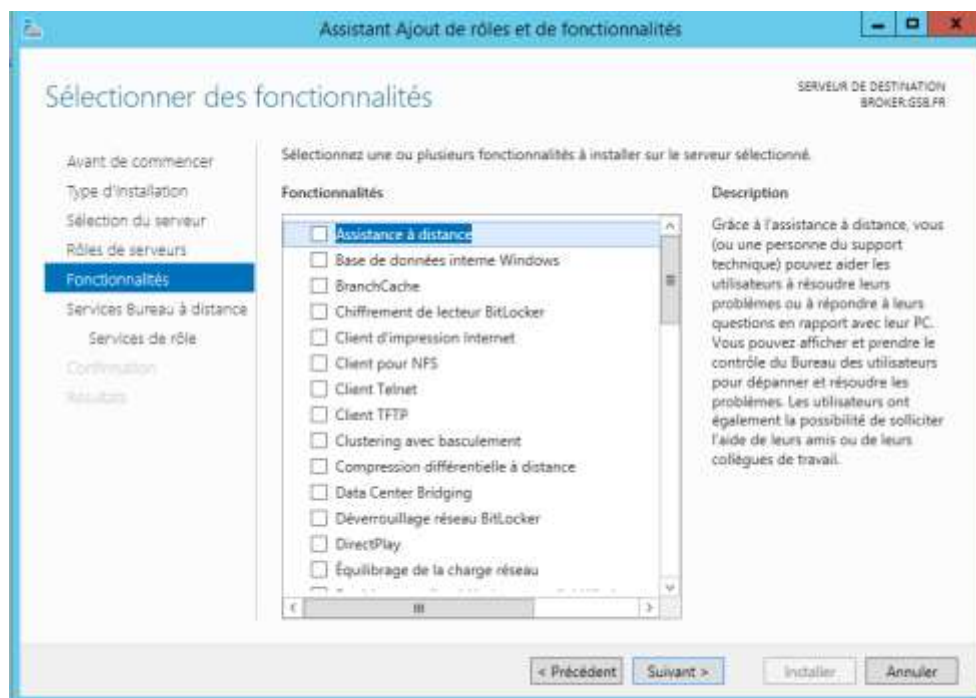 Assistant Ajout de rôles et de fonctionnalités
Sélectionner des fonctionnalités
SERVEUR DE DESTINATION
BROKER.GSB.FR
Avant de commencer
Type d'installation
Sélection du serveur
Rôles de serveurs
Fonctionnalités
Services Bureau à distance
Services de rôle
Confirmation
Résultats
Sélectionnez une ou plusieurs fonctionnalités à installer sur le serveur sélectionné.
Fonctionnalités
Assistance à distance
Base de données interne Windows
BranchCache
Chiffrement de lecteur BitLocker
Client d'impression Internet
Client pour NFS
Client Telnet
Client TFTP
Clustering avec basculement
Compression différentielle à distance
Data Center Bridging
Déverrouillage réseau BitLocker
DirectPlay
Équilibrage de la charge réseau
Description
Grâce à l'assistance à distance, vous
(ou une personne du support
technique) pouvez aider les
utilisateurs à résoudre leurs
problèmes ou à répondre à leurs
questions en rapport avec leur PC.
Vous pouvez afficher et prendre le
contrôle du Bureau des utilisateurs
pour dépanner et résoudre les
problèmes. Les utilisateurs ont
également la possibilité de solliciter
l'aide de leurs amis ou de leurs
collègues de travail.
< Précédent
Suivant >
Installer
Annuler